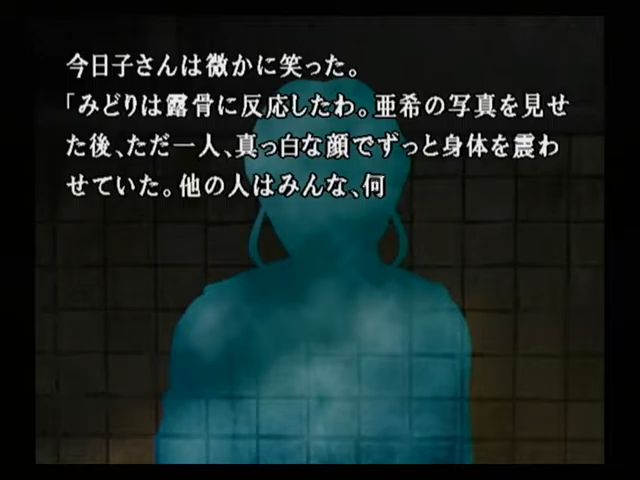 今日子さんは微かに笑った。
「みどりは露骨に反応したわ。亜希の写真を見せ
た後、ただ一人、真っ白な顔でずっと身体を震わ
せていた。他の人はみんな、何